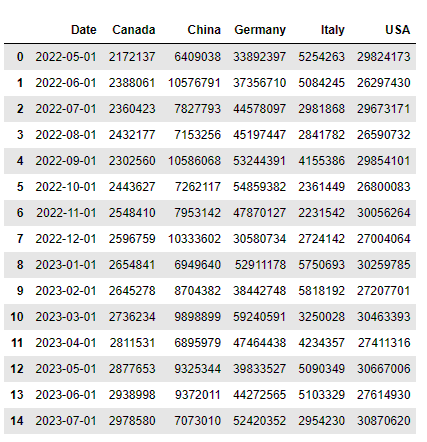 Date Canada China Germany Italy USA
0 2022-05-01 2172137 6409038 33892397 5254263 29824173
1 2022-06-01 2388061 10576791 37356710 5084245 26297430
2 2022-07-01 2360423 7827793 44578097 2981868 29673171
3 2022-08-01 2432177 7153256 45197447 2841782 26590732
4 2022-09-01 2302560 10586068 53244391 4155386 29854101
5 2022-10-01 2443627 7262117 54859382 2361449 26800083
6 2022-11-01 2548410 7953142 47870127 2231542 30056264
7 2022-12-01 2596759 10333602 30580734 2724142 27004064
8 2023-01-01 2654841 6949640 52911178 5750693 30259785
9 2023-02-01 2645278 8704382 38442748 5818192 27207701
10 2023-03-01 2736234 9898899 59240591 3250028 30463393
11 2023-04-01 2811531 6895979 47464438 4234357 27411316
12 2023-05-01 2877653 9325344 39833527 5090349 30667006
13 2023-06-01 2938998 9372011 44272565 5103329 27614930
14 2023-07-01 2978580 7073010 52420352 2954230 30870620